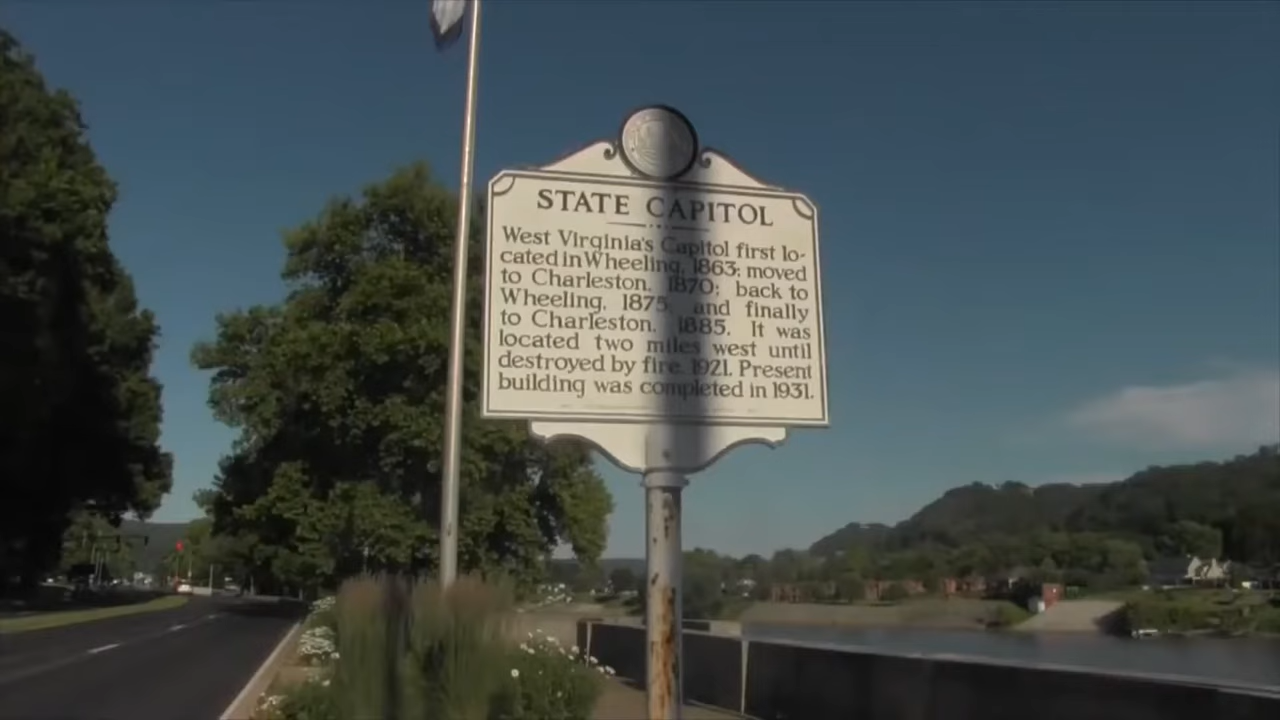 STATE CAPITOL
West Virginia's Capitol first lo-
cated in Wheeling, 1863; moved
to Charleston, 1870; back to
Wheeling, 1875, and finally
to Charleston, 1885. It was
located two miles west until
destroyed by fire, 1921. Present
building was completed in 1931.